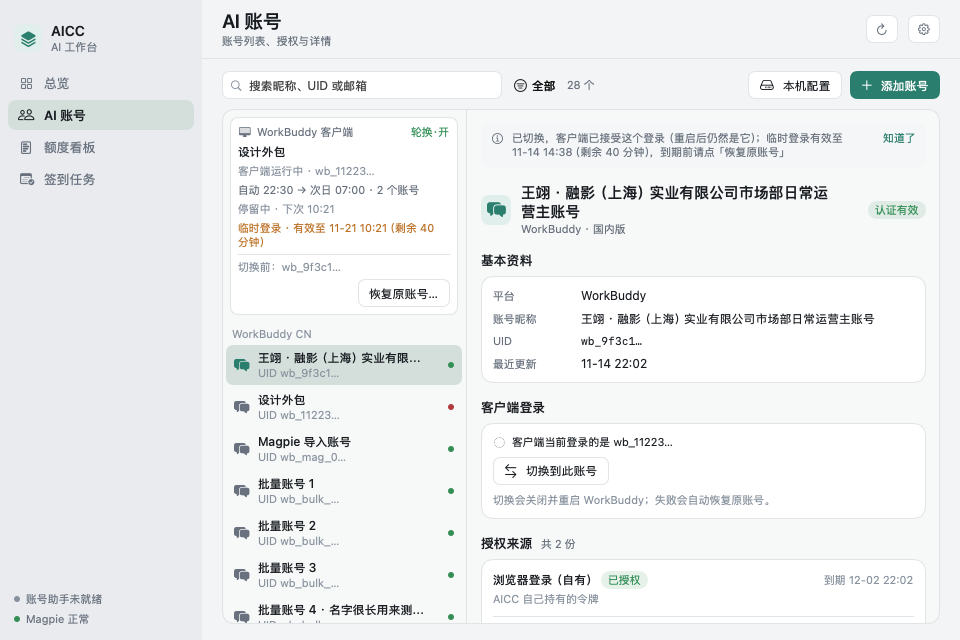 AICC
AI 工作台
总览
AI 账号
额度看板
签到任务
账号助手未就绪
Magpie 正常
AI 账号
账号列表、授权与详情
搜索昵称、UID 或邮箱
全部 28 个
本机配置
添加账号
WorkBuddy 客户端 轮换·开
设计外包
客户端运行中 · wb_11223…
自动 22:30 → 次日 07:00 · 2 个账号
停留中 · 下次 10:21
临时登录 · 有效至 11-21 10:21 (剩余 40
分钟)
切换前：wb_9f3c1…
恢复原账号…
WorkBuddy CN
王翊 · 融影（上海）实业有限…
UID wb_9f3c1…
设计外包
UID wb_11223…
Magpie 导入账号
UID wb_mag_0…
批量账号 1
UID wb_bulk_…
批量账号 2
UID wb_bulk_…
批量账号 3
UID wb_bulk_…
批量账号 4 · 名字很长用来测…
已切换，客户端已接受这个登录 (重启后仍然是它)；临时登录有效至
11-14 14:38 (剩余 40 分钟)，到期前请点「恢复原账号」
知道了
王翊 · 融影（上海）实业有限公司市场部日常运
营主账号
WorkBuddy · 国内版
认证有效
基本资料
平台 WorkBuddy
账号昵称 王翊 · 融影（上海）实业有限公司市场部日常运营主账号
UID wb_9f3c1…
最近更新 11-14 22:02
客户端登录
客户端当前登录的是 wb_11223…
切换到此账号
切换会关闭并重启 WorkBuddy；失败会自动恢复原账号。
授权来源 共 2 份
浏览器登录（自有） 已授权 到期 12-02 22:02
AICC 自己持有的令牌